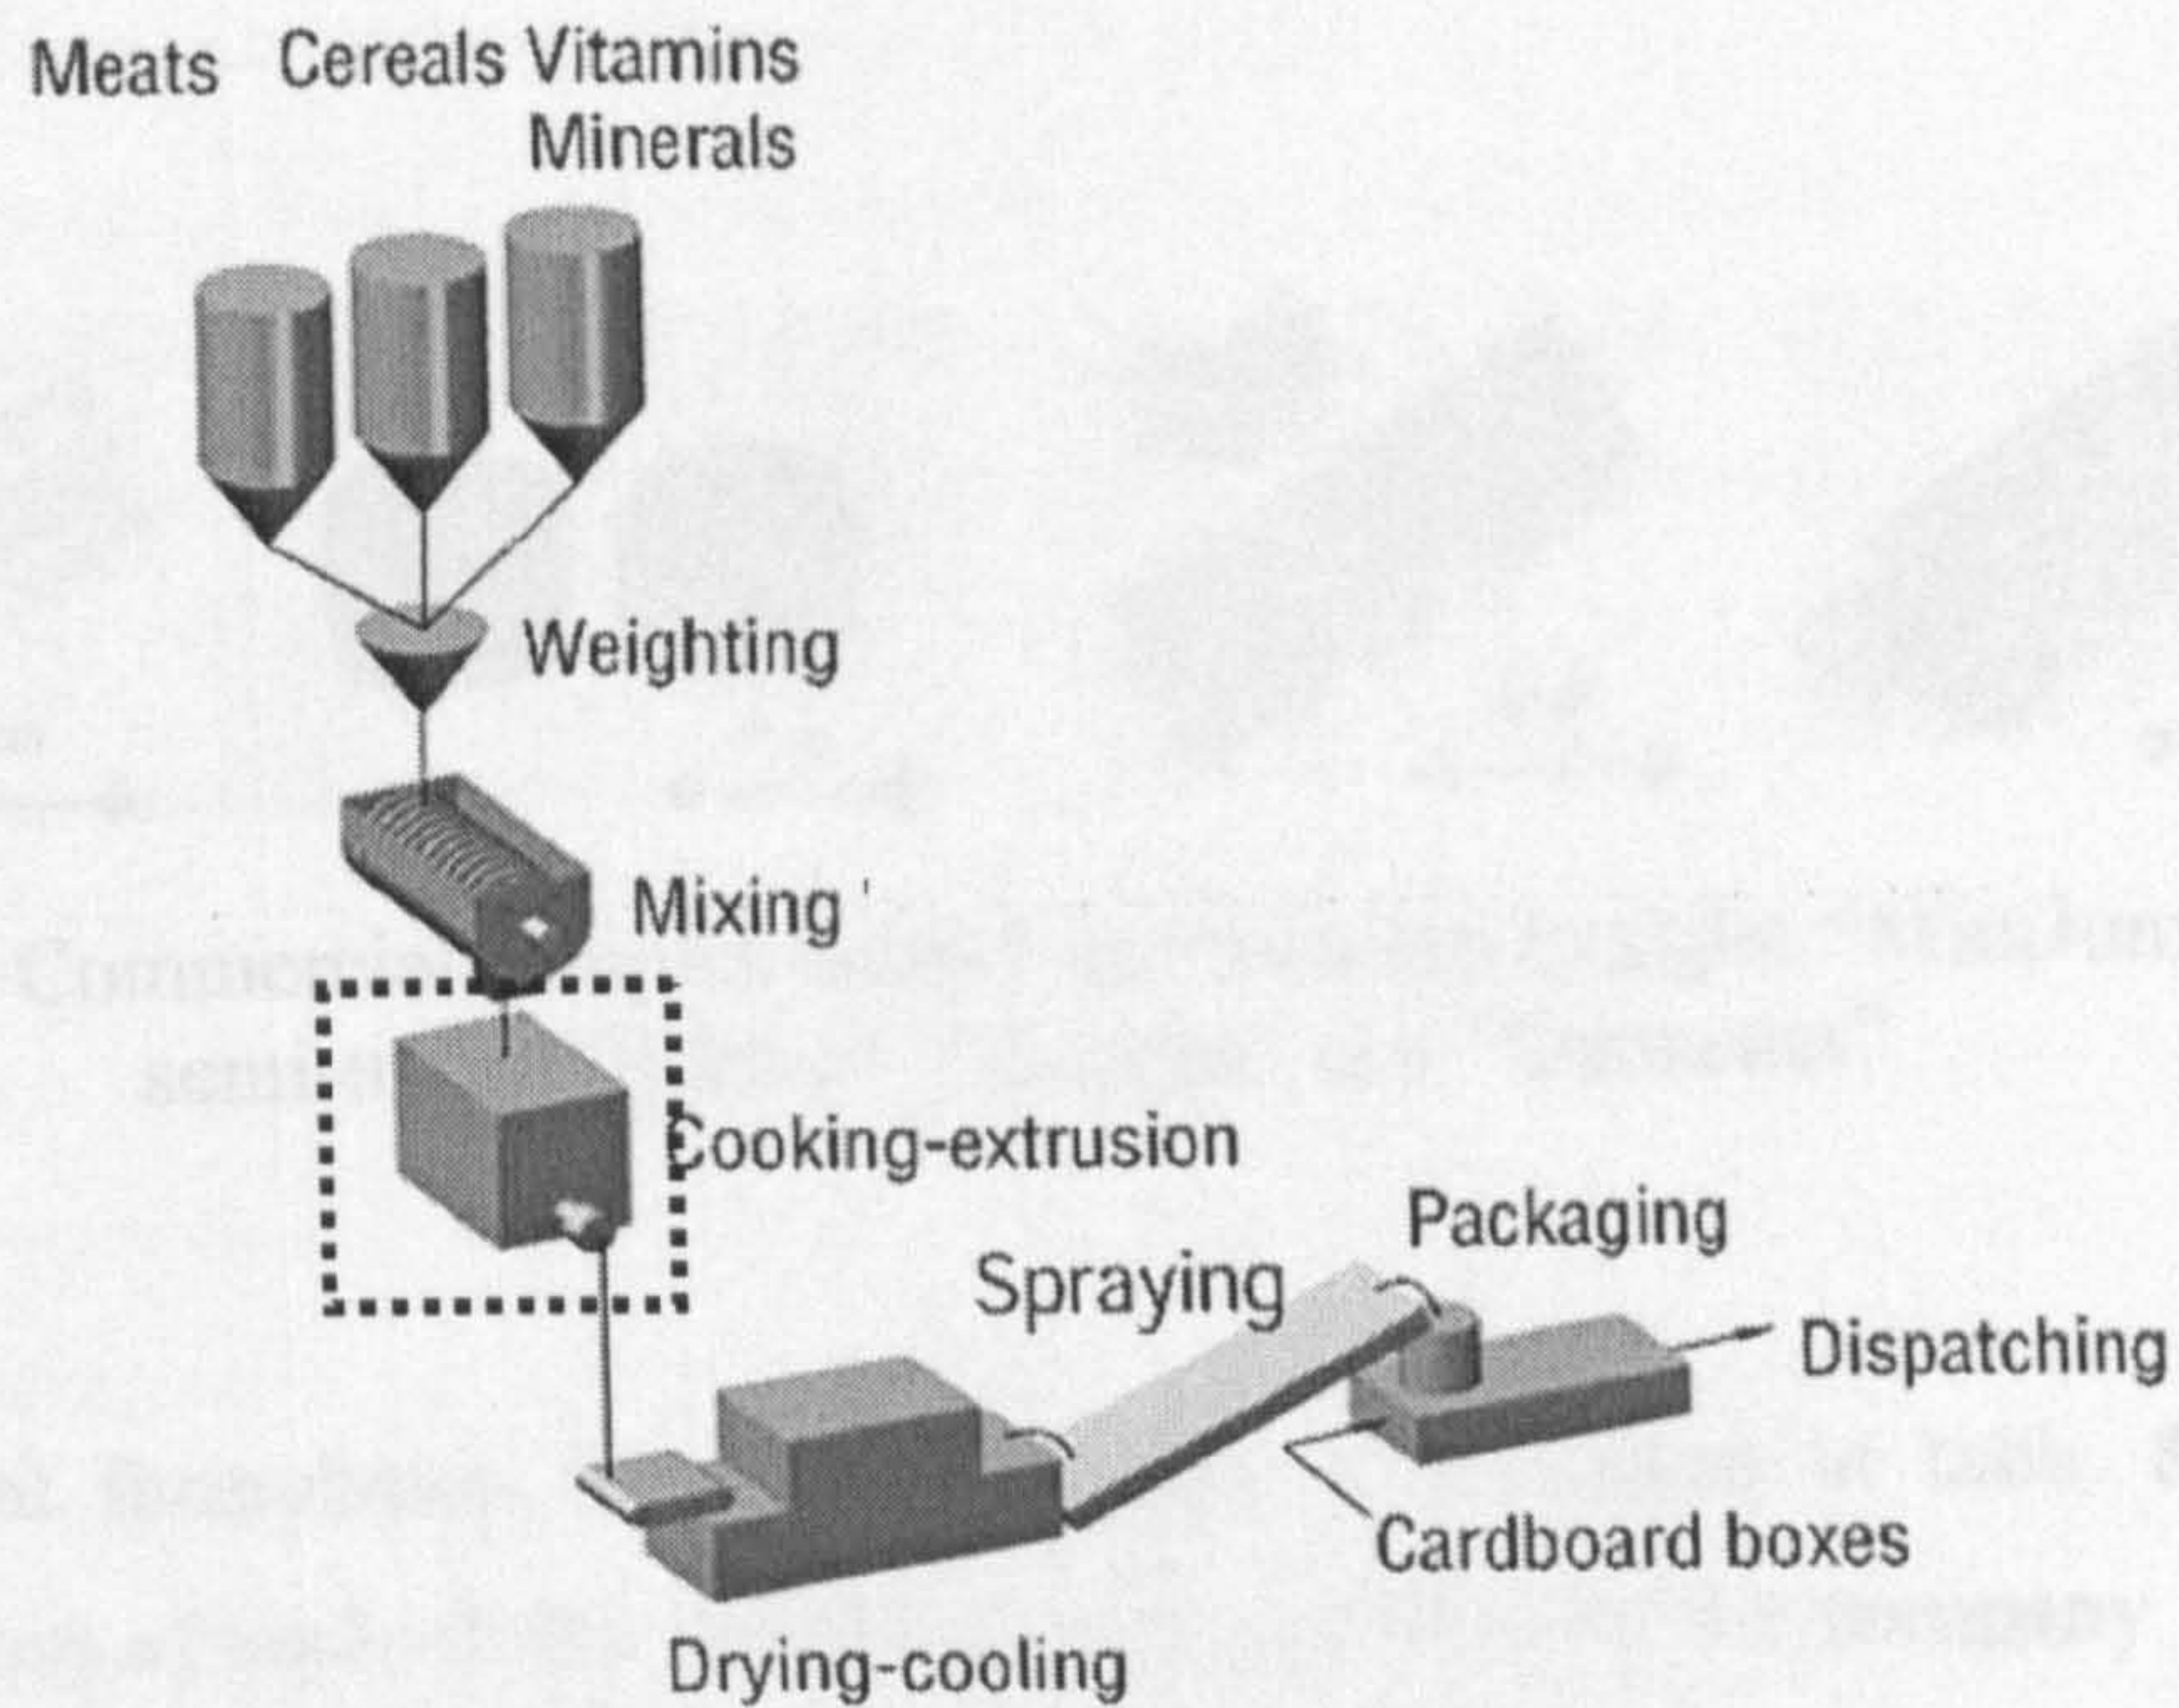 Meats Cereals Vitamins
Minerals
Weighting
Mixing
Cooking-extrusion
Packaging
Spraying
Dispatching
Cardboard boxes
Drying-cooling